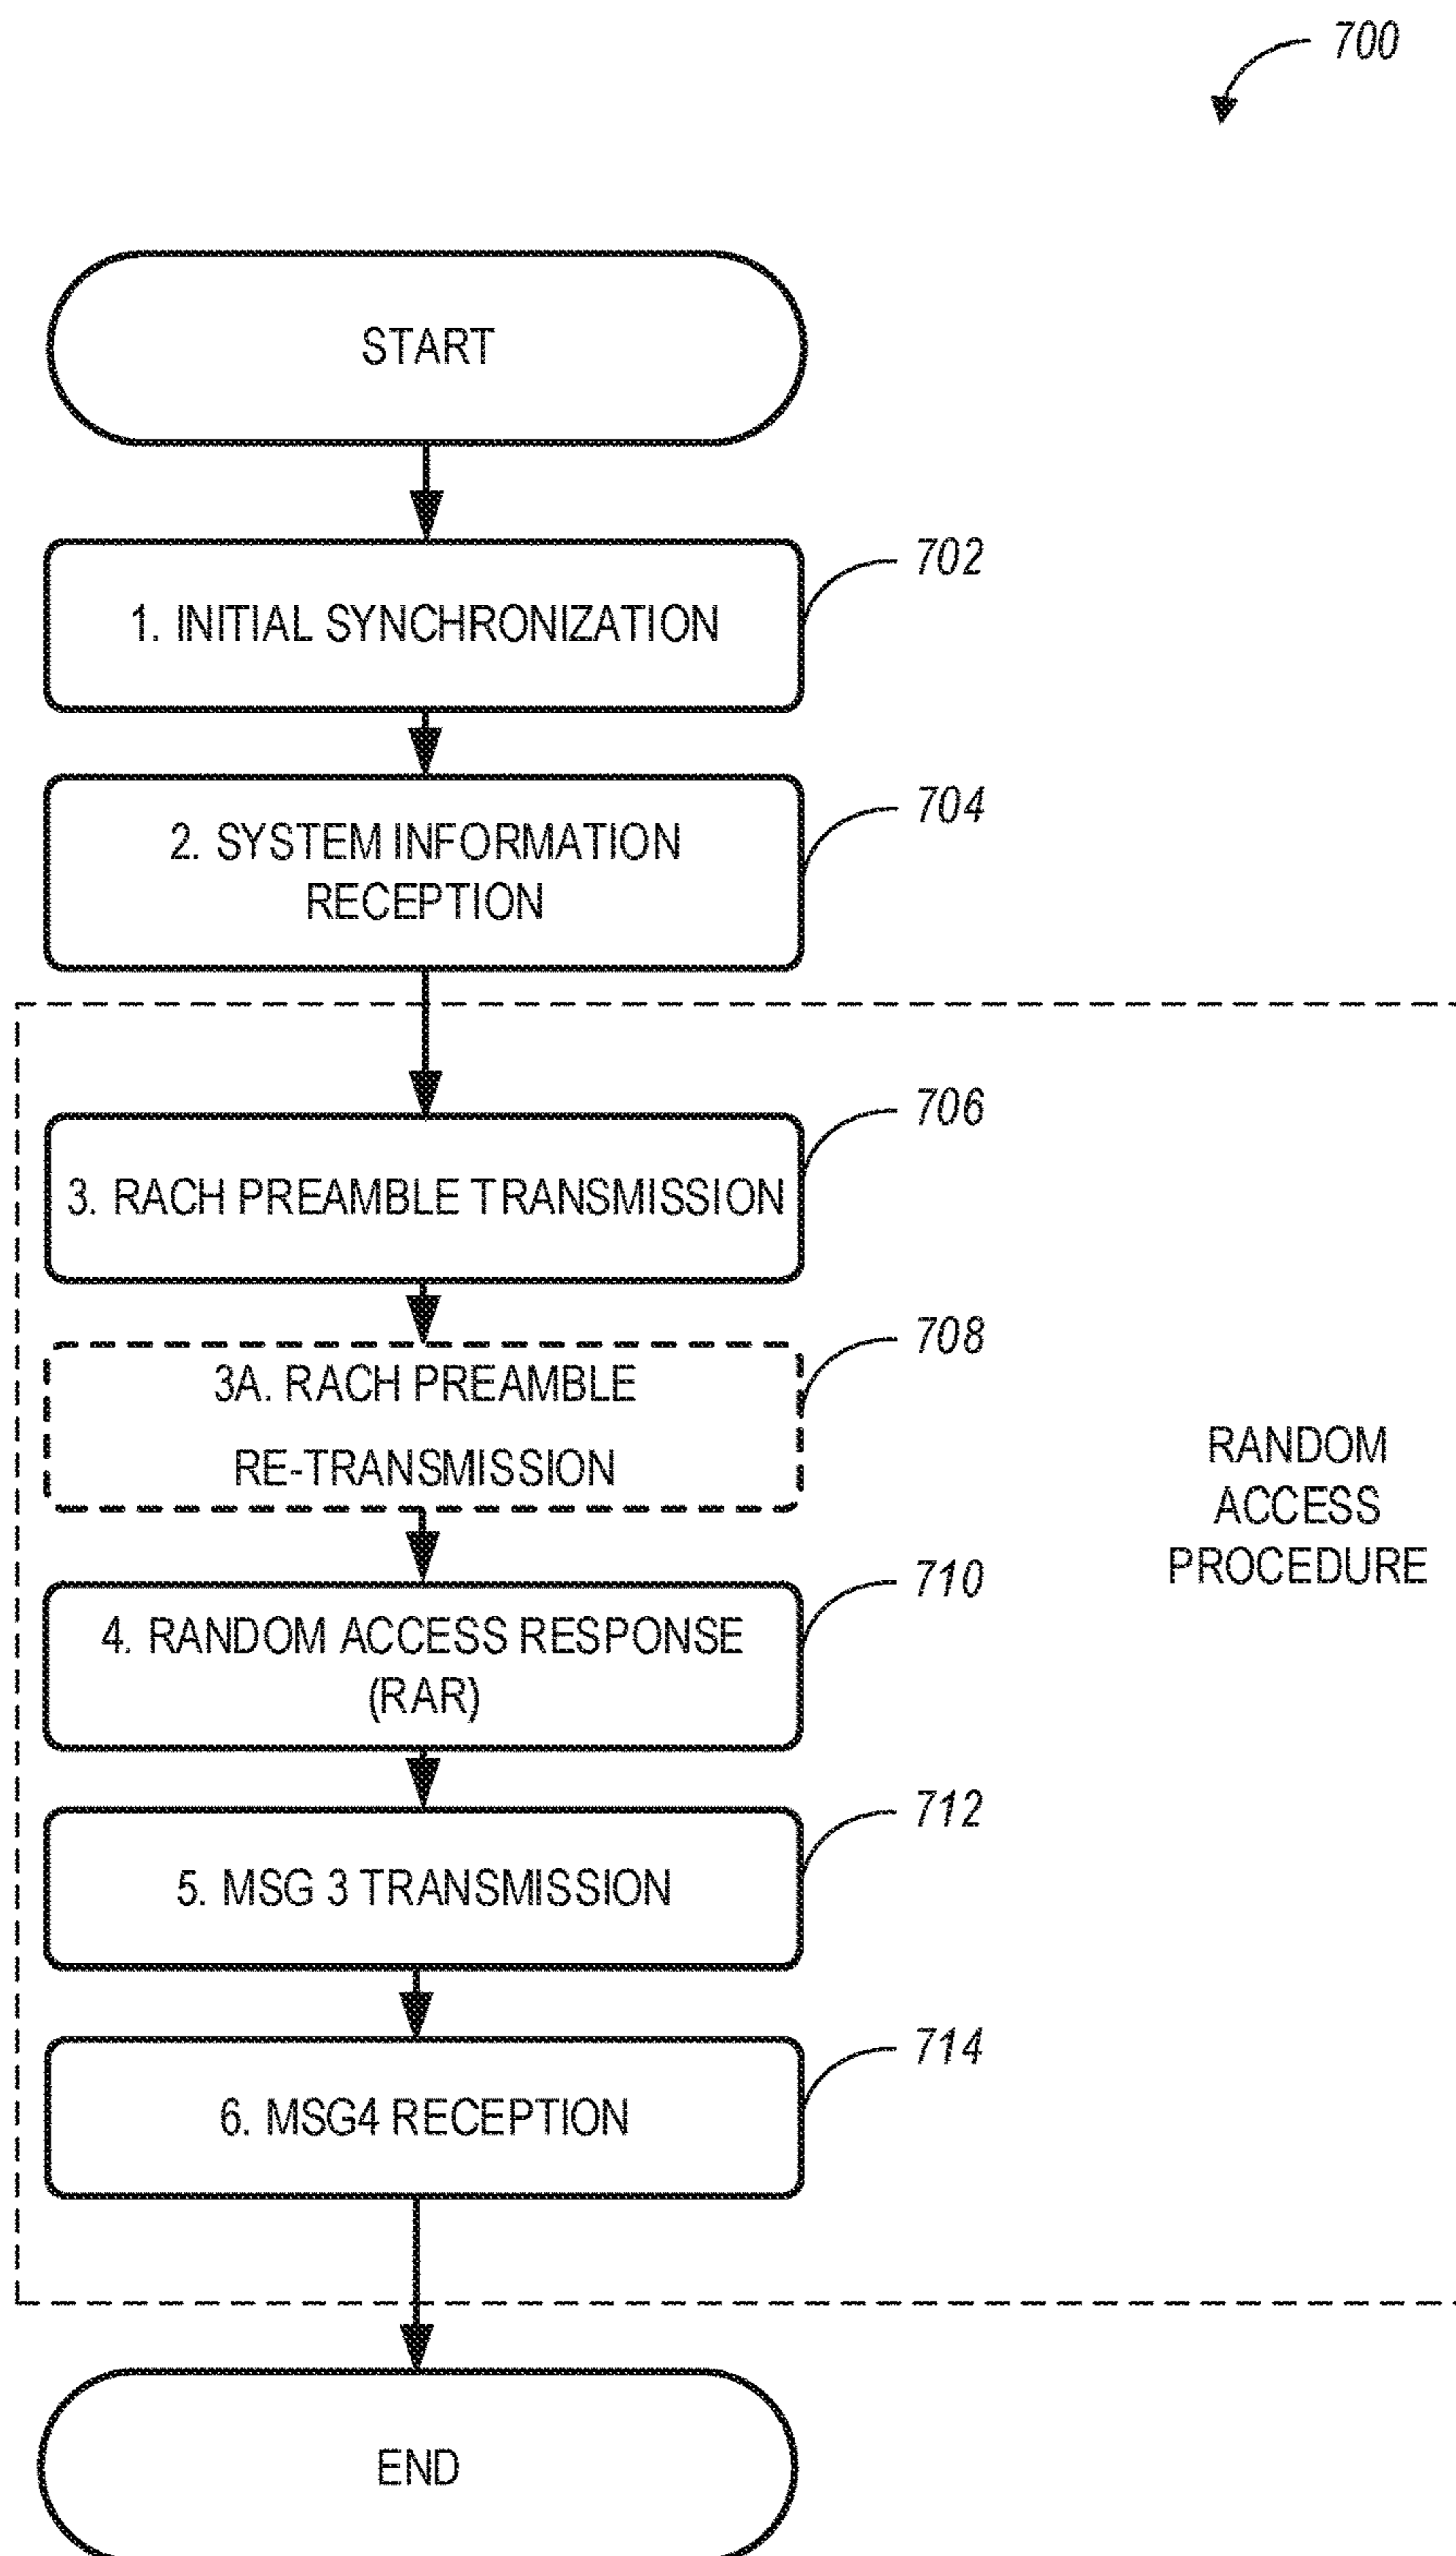 700
START
1. INITIAL SYNCHRONIZATION
702
2. SYSTEM INFORMATION
RECEPTION
704
3. RACH PREAMBLE TRANSMISSION
706
3A. RACH PREAMBLE
RE-TRANSMISSION
708
RANDOM
ACCESS
PROCEDURE
4. RANDOM ACCESS RESPONSE
(RAR)
710
5. MSG 3 TRANSMISSION
712
6. MSG4 RECEPTION
714
END